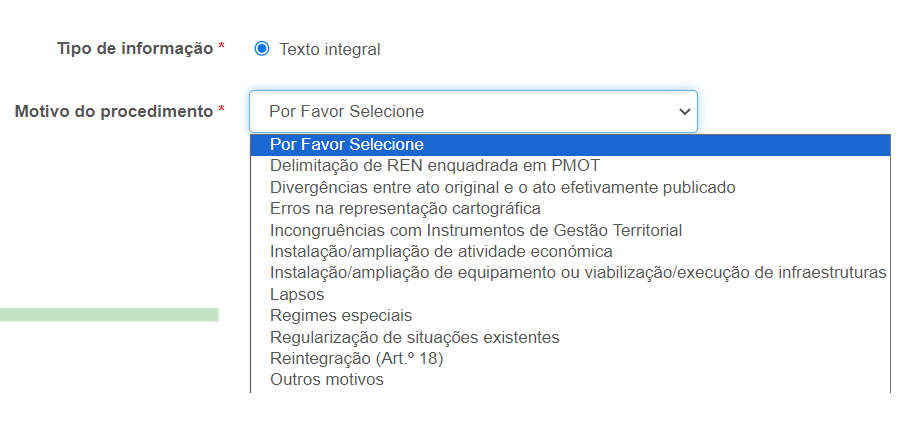 Tipo de informação * Texto integral
Motivo do procedimento * Por Favor Selecione
Por Favor Selecione
Delimitação de REN enquadrada em PMOT
Divergências entre ato original e o ato efetivamente publicado
Erros na representação cartográfica
Incongruências com Instrumentos de Gestão Territorial
Instalação/ampliação de atividade económica
Instalação/ampliação de equipamento ou viabilização/execução de infraestruturas
Lapsos
Regimes especiais
Regularização de situações existentes
Reintegração (Art.º 18)
Outros motivos